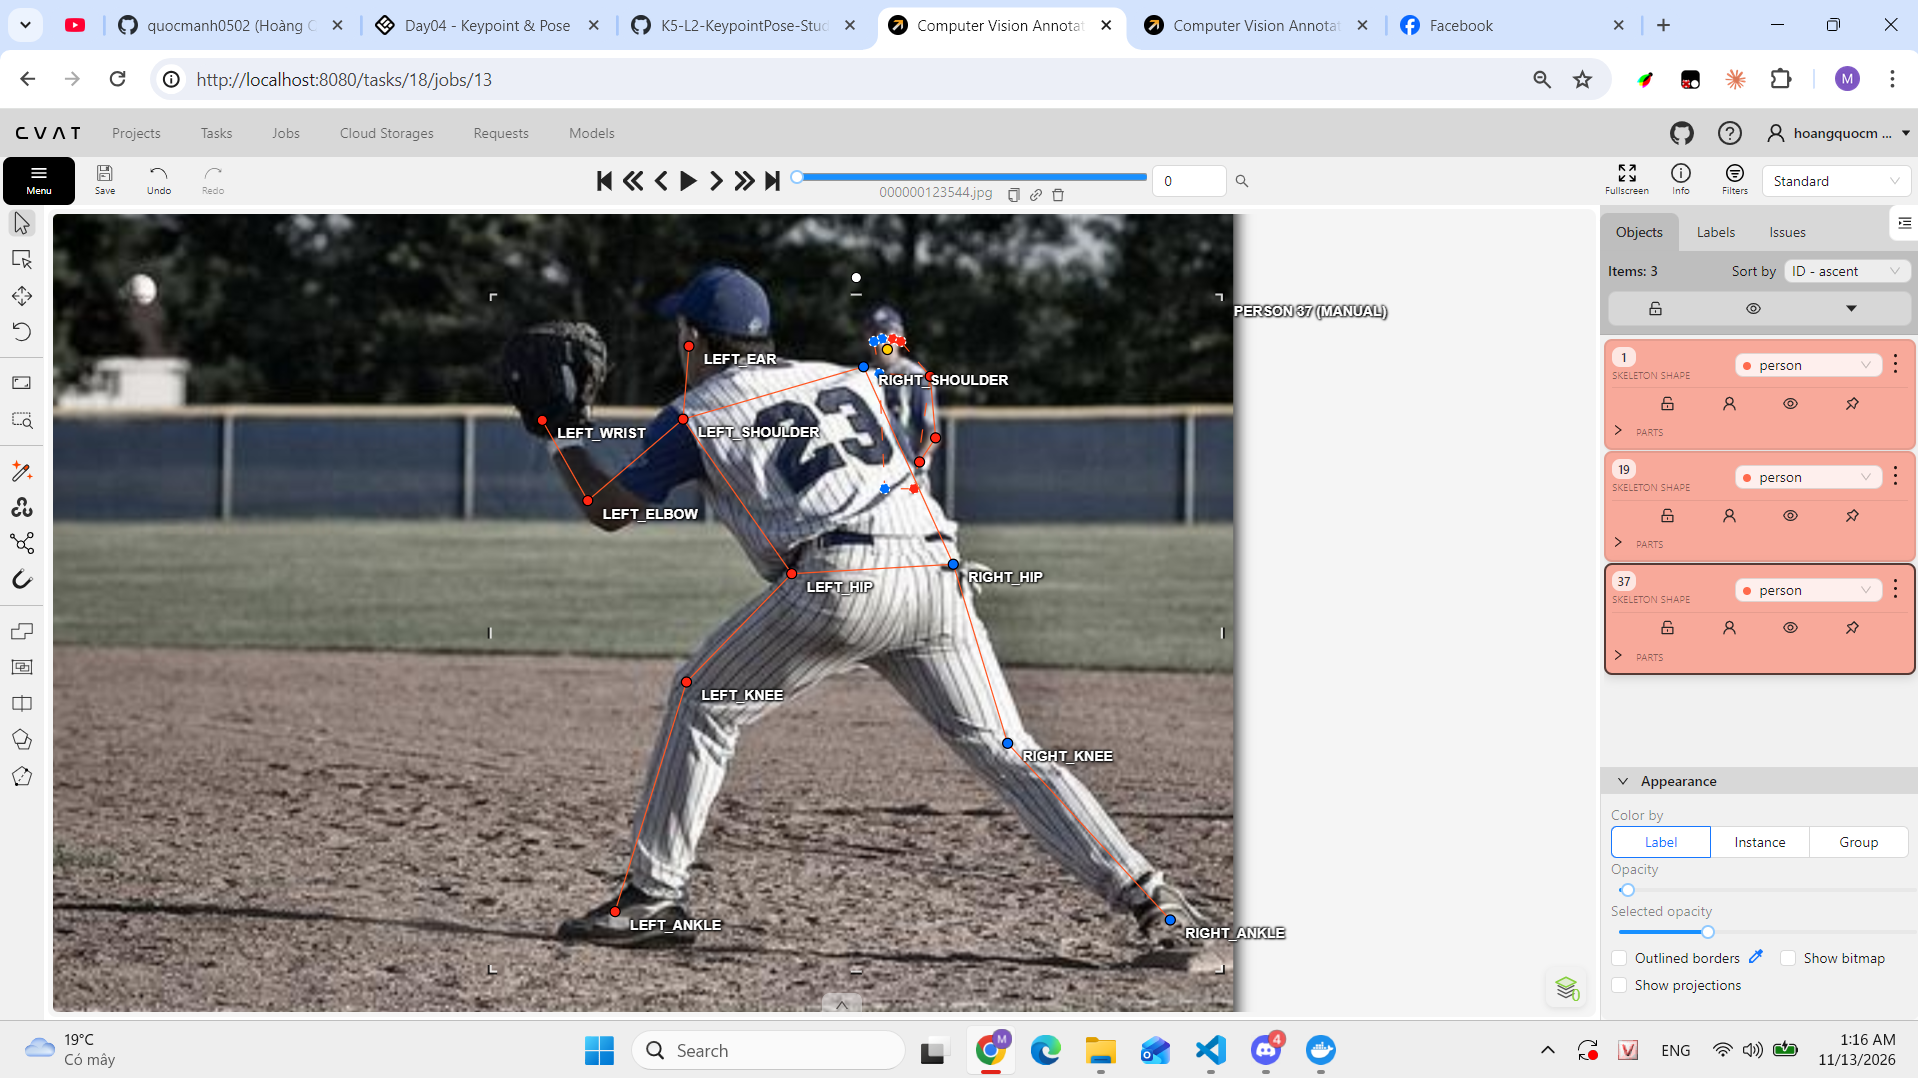 quocmanh0502 (Hoàng C
Day04 - Keypoint & Pose
K5-L2-KeypointPose-Stud
Computer Vision Annotat
Computer Vision Annotat
Facebook
http://localhost:8080/tasks/18/jobs/13
M
CVAT
Projects
Tasks
Jobs
Cloud Storages
Requests
Models
hoangquocm ...
Menu
Save
Undo
Redo
000000123544.jpg
0
Fullscreen
Info
Filters
Standard
PERSON 37 (MANUAL)
LEFT_EAR
RIGHT_SHOULDER
LEFT_WRIST
LEFT_SHOULDER
23
LEFT_ELBOW
LEFT_HIP
RIGHT_HIP
LEFT_KNEE
RIGHT_KNEE
LEFT_ANKLE
RIGHT_ANKLE
0
Objects
Labels
Issues
Items: 3
Sort by
ID - ascent
1
SKELETON SHAPE
person
PARTS
19
SKELETON SHAPE
person
PARTS
37
SKELETON SHAPE
person
PARTS
Appearance
Color by
Label
Instance
Group
Opacity
Selected opacity
Outlined borders
Show bitmap
Show projections
19°C
Có mây
Search
M
4
V
ENG
1:16 AM
11/13/2026